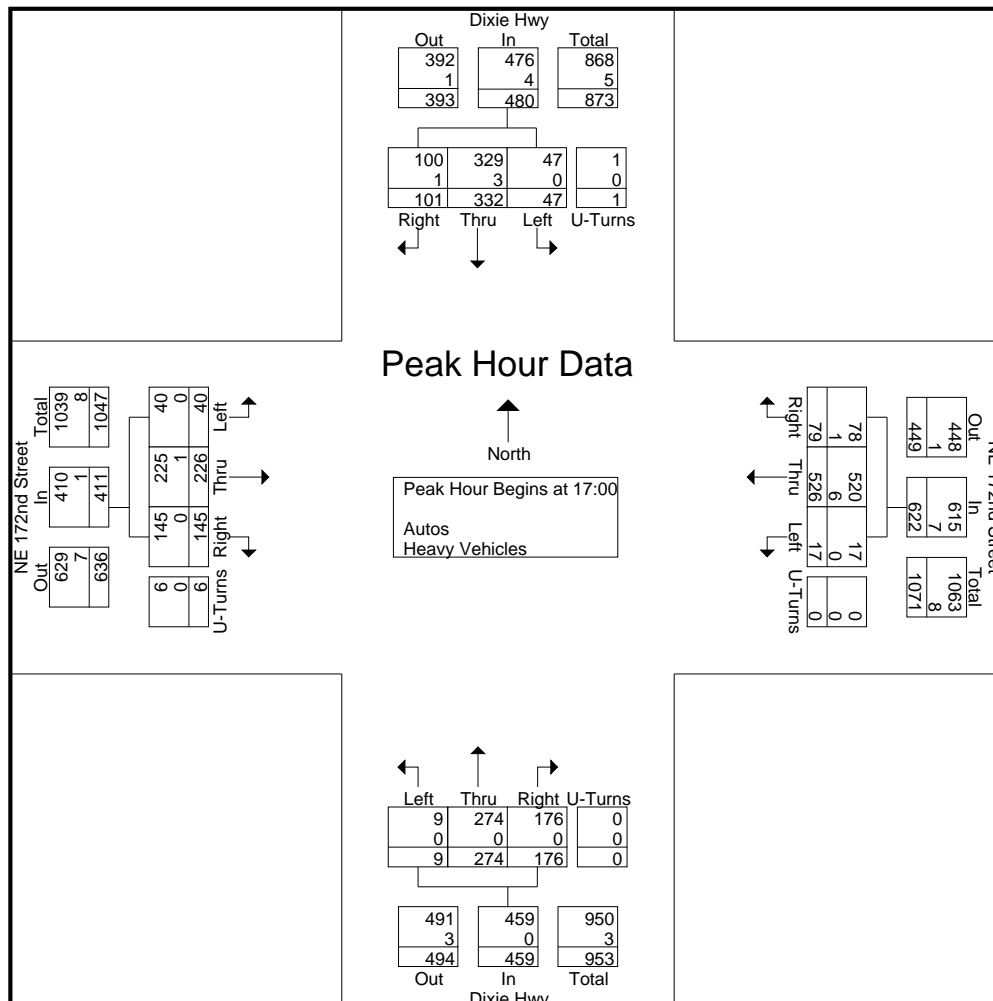 Dixie Hwy
Out In Total
392 476 868
1 4 5
393 480 873
100 329 47 1
1 3 0 0
101 332 47 1
Right Thru Left U-Turns
Peak Hour Data
North
Peak Hour Begins at 17:00
Autos
Heavy Vehicles
NE 172nd Street
Total In Out
1039 410 629
8 1 7
1047 411 636
40 225 145 6
0 1 0 0
40 226 145 6
Left Thru Right U-Turns
Right Thru Left U-Turns
79 526 17 0
1 6 0 0
78 520 17 0
449 622 1071
1 7 8
448 615 1063
Out In Total
NE 172nd Street
Left Thru Right U-Turns
9 274 176 0
0 0 0 0
9 274 176 0
491 459 950
3 0 3
494 459 953
Out In Total
Dixie Hwy